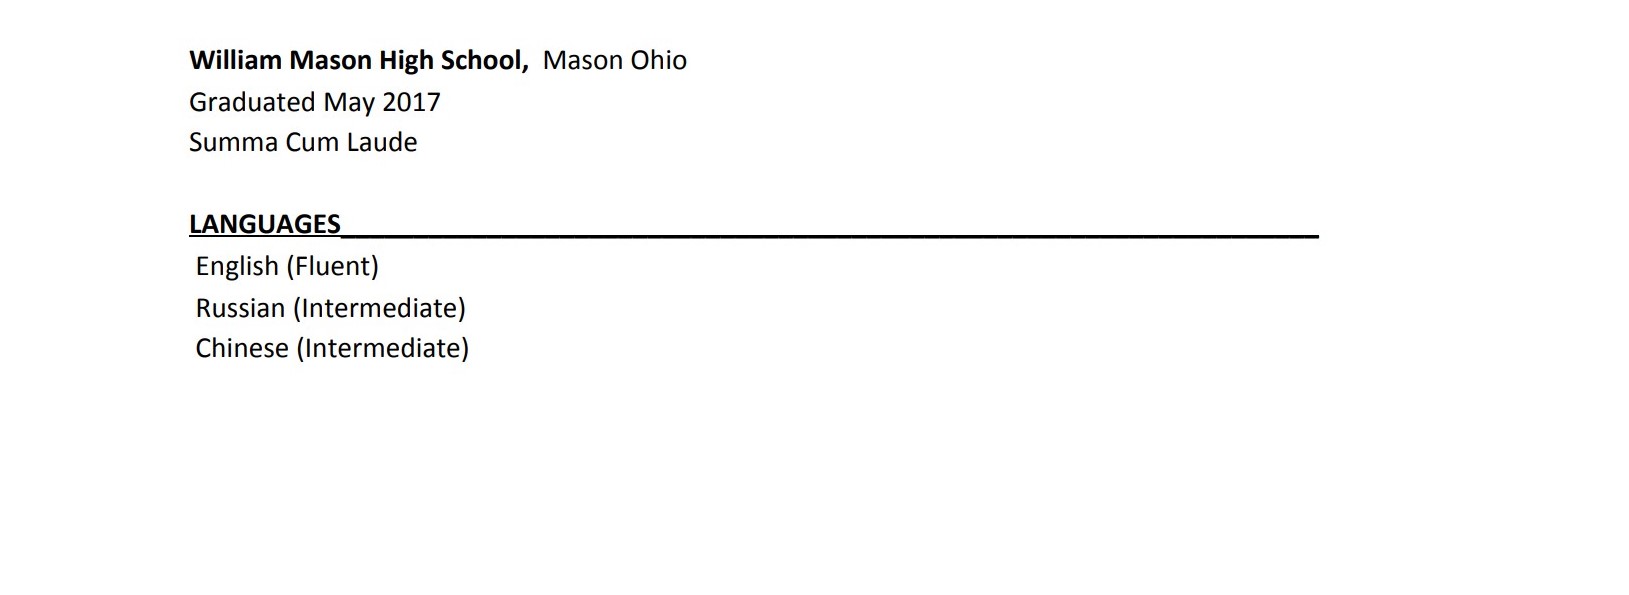 William Mason High School, Mason Ohio
Graduated May 2017
Summa Cum Laude
LANGUAGES
English (Fluent)
Russian (Intermediate)
Chinese (Intermediate)